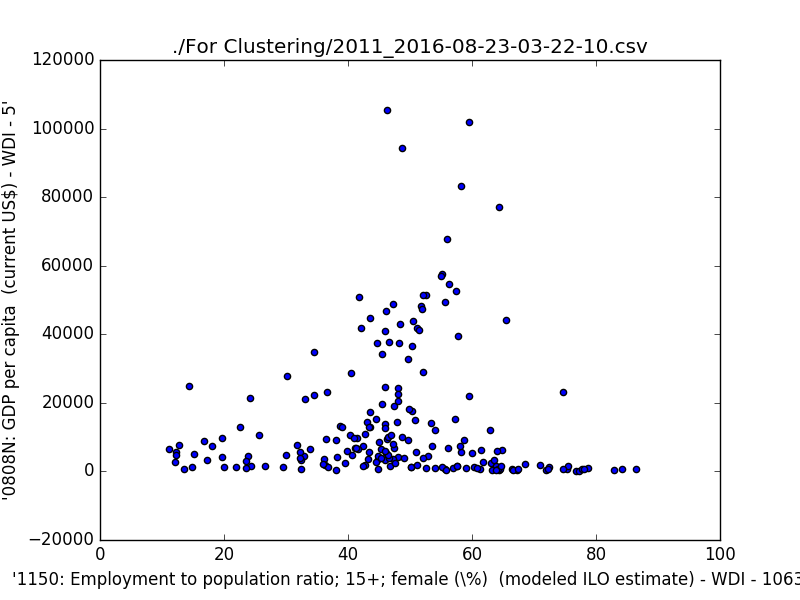 ./For Clustering/2011_2016-08-23-03-22-10.csv
120000
100000
80000
60000
40000
20000
0
−20000
'0808N: GDP per capita (current US$) - WDI - 5'
0 20 40 60 80 100
'1150: Employment to population ratio; 15+; female (\%) (modeled ILO estimate) - WDI - 1063